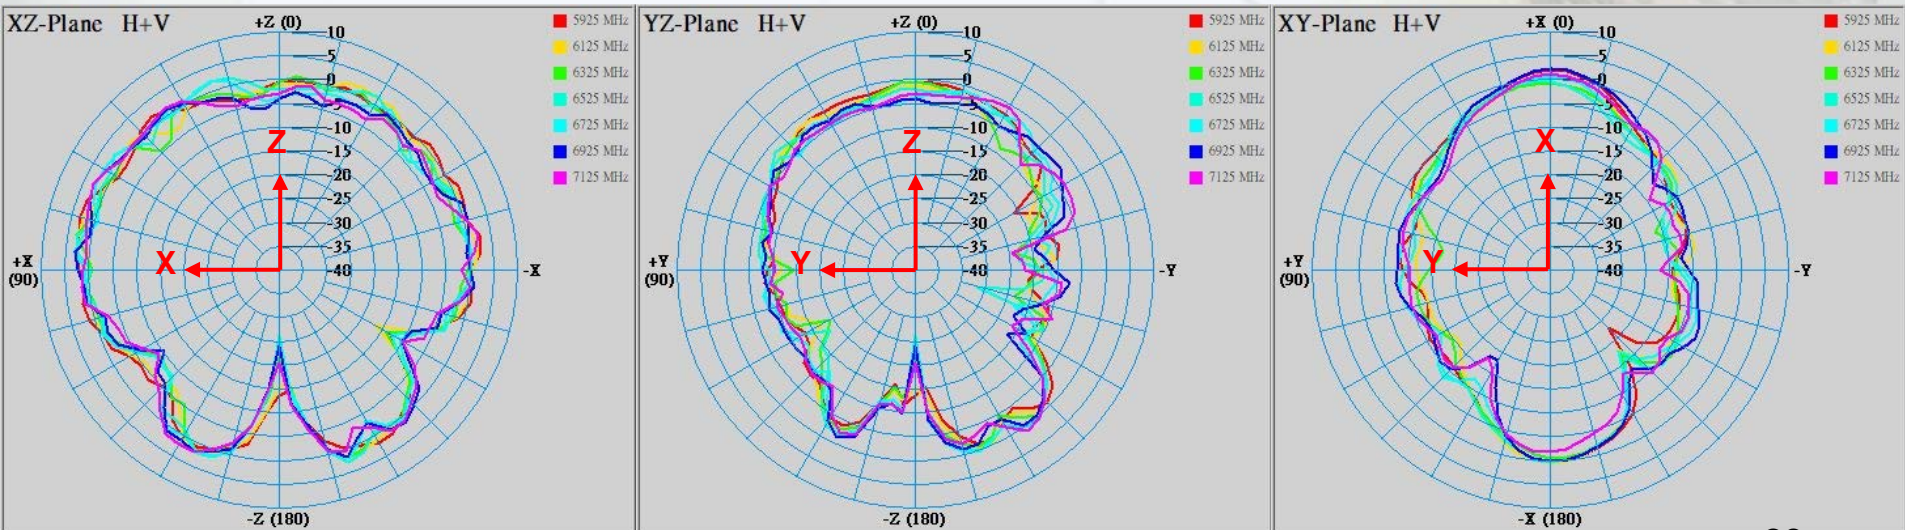 XZ-Plane H+V
+Z (0)
10
5
0
-5
-10
-15
-20
-25
-30
-35
-40
Z
X
+X
(90)
-X
-Z (180)
5925 MHz
6125 MHz
6325 MHz
6525 MHz
6725 MHz
6925 MHz
7125 MHz
YZ-Plane H+V
+Z (0)
10
5
0
-5
-10
-15
-20
-25
-30
-35
-40
Z
Y
+Y
(90)
-Y
-Z (180)
5925 MHz
6125 MHz
6325 MHz
6525 MHz
6725 MHz
6925 MHz
7125 MHz
XY-Plane H+V
+X (0)
10
5
0
-5
-10
-15
-20
-25
-30
-35
-40
X
Y
+Y
(90)
-Y
-X (180)
5925 MHz
6125 MHz
6325 MHz
6525 MHz
6725 MHz
6925 MHz
7125 MHz